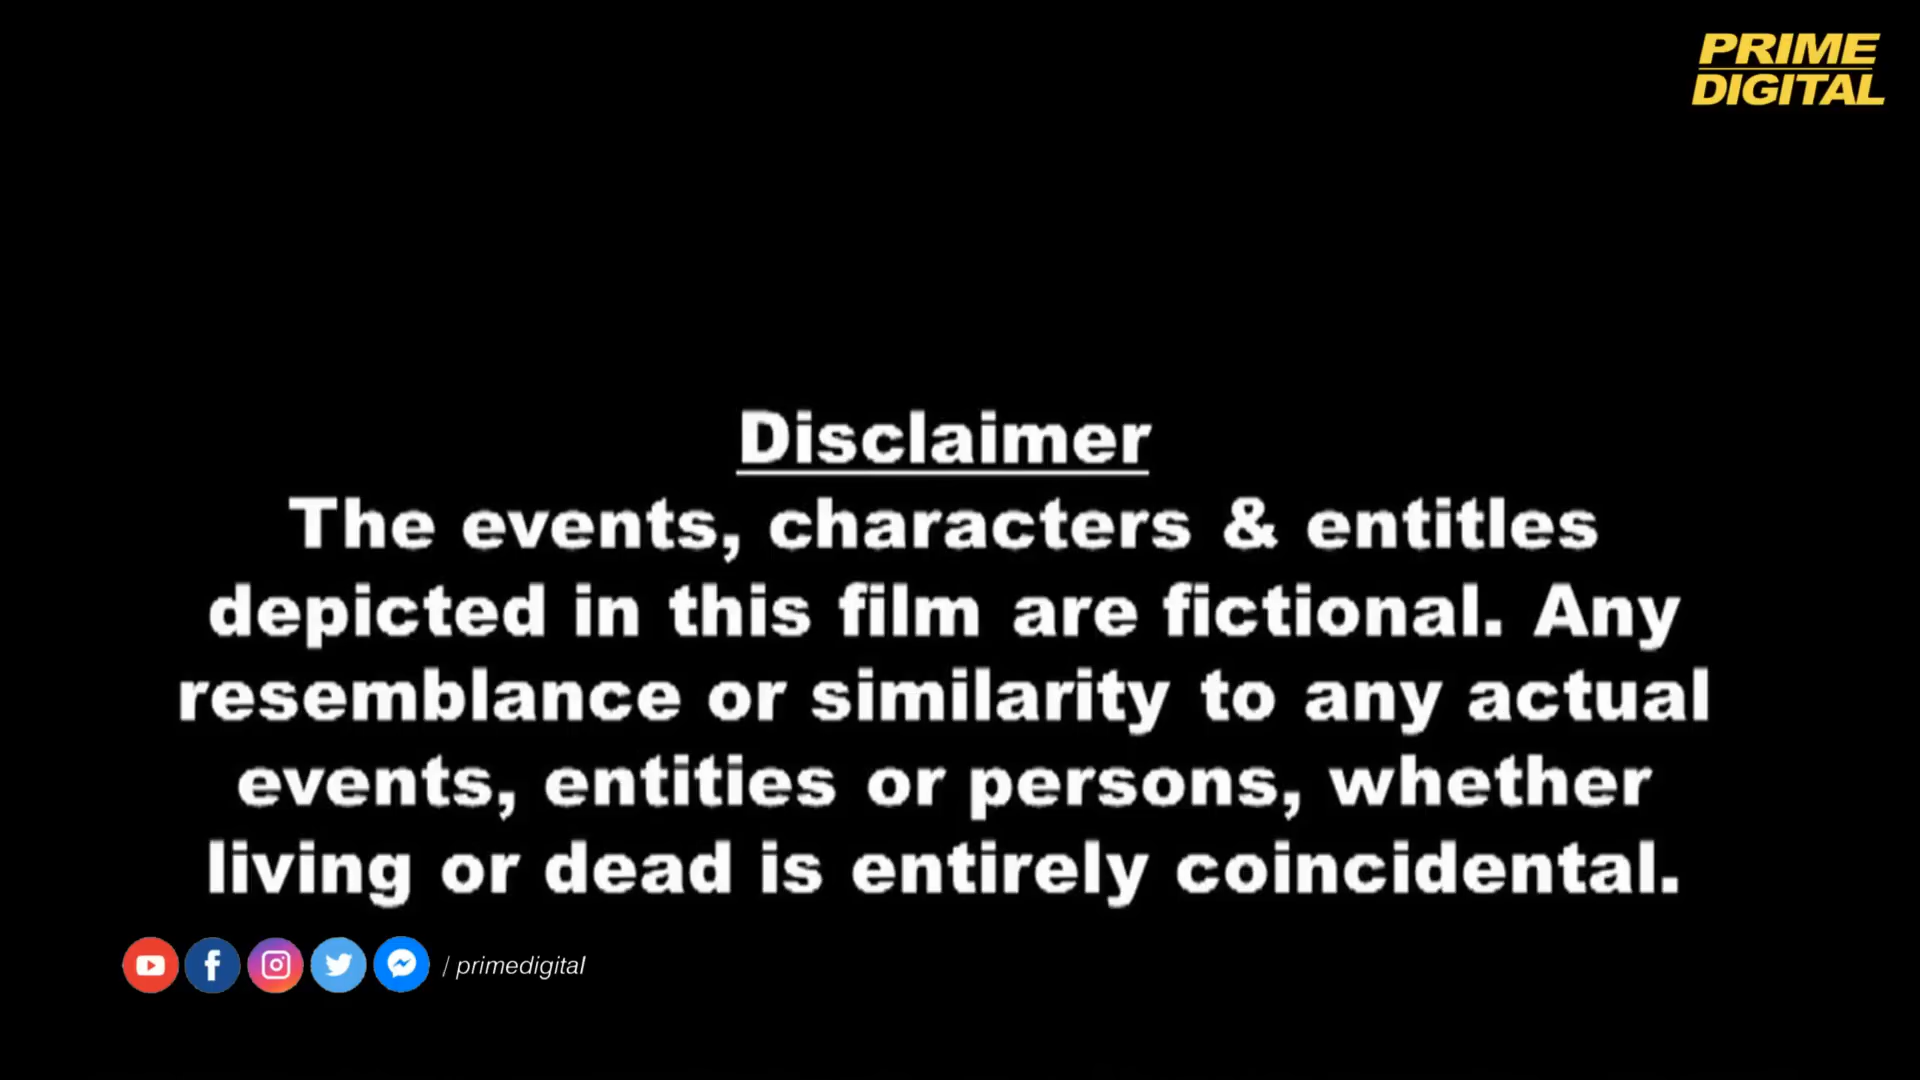 PRIME
DIGITAL
Disclaimer
The events, characters & entitles
depicted in this film are fictional. Any
resemblance or similarity to any actual
events, entities or persons, whether
living or dead is entirely coincidental.
/ primedigital